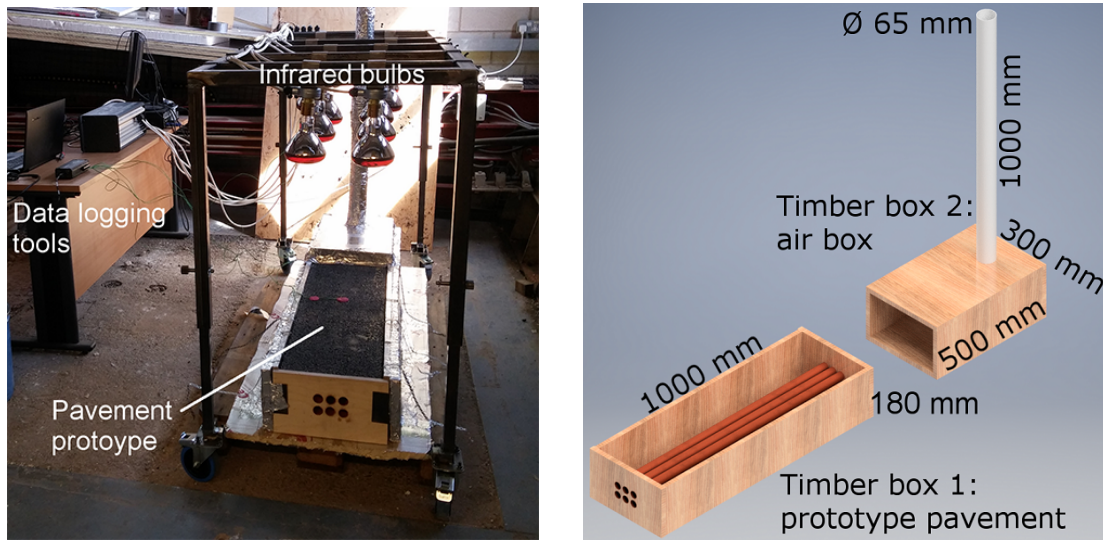 Infrared bulbs
Data logging
tools
Pavement
protoype
Ø 65 mm
1000 mm
Timber box 2:
air box
300 mm
500 mm
1000 mm
180 mm
Timber box 1:
prototype pavement